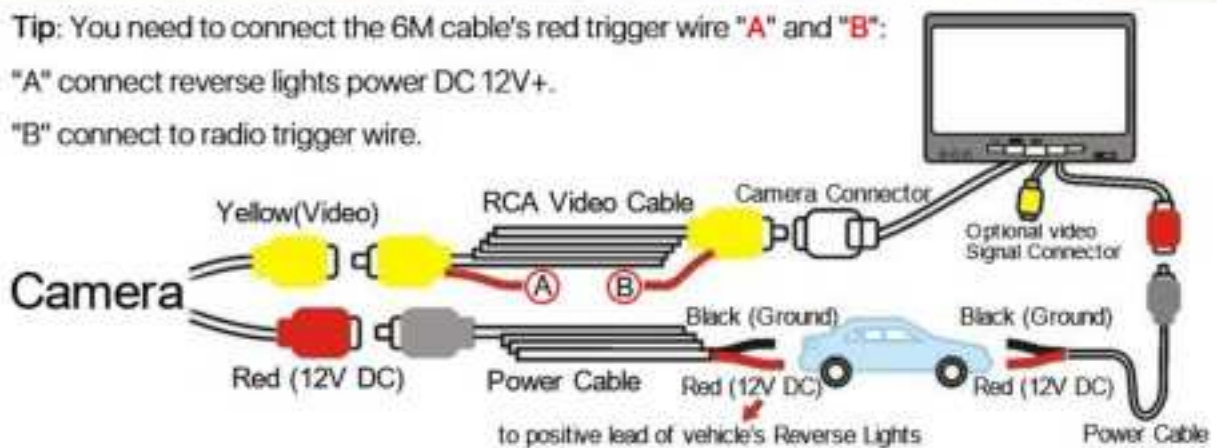 Tip: You need to connect the 6M cable's red trigger wire "A" and "B":
"A" connect reverse lights power DC 12V+.
"B" connect to radio trigger wire.
Yellow(Video)
RCA Video Cable
Camera Connector
Optional video
Signal Connector
A
B
Camera
Black (Ground)
Black (Ground)
Red (12V DC)
Power Cable
Red (12V DC)
Red (12V DC)
to positive lead of vehicle's Reverse Lights
Power Cable